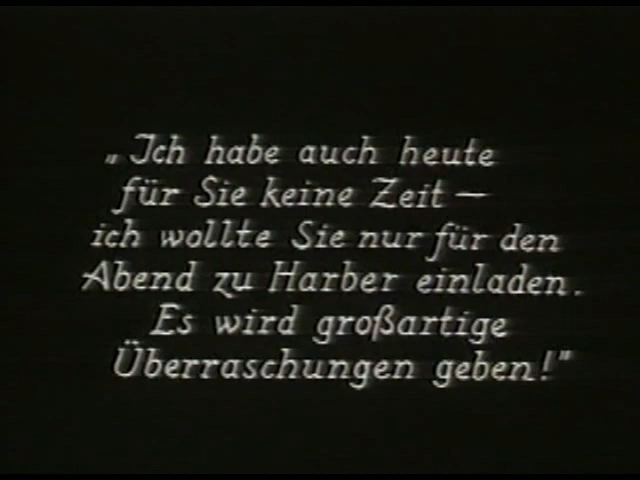 „Ich habe auch heute
für Sie keine Zeit —
ich wollte Sie nur für den
Abend zu Harber einladen.
Es wird großartige
Überraschungen geben!"